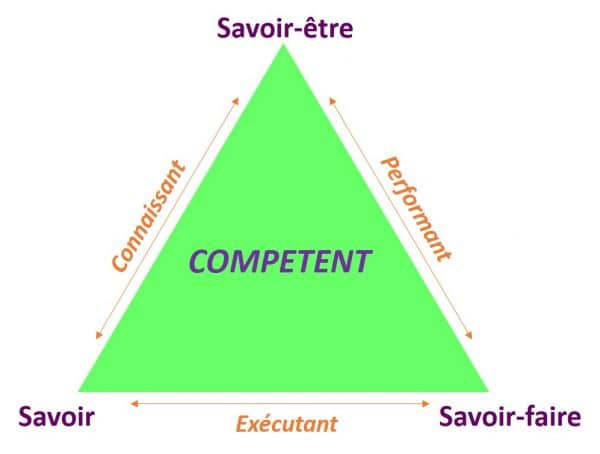 Savoir-être
Connaissant
Performant
COMPETENT
Savoir
Exécutant
Savoir-faire